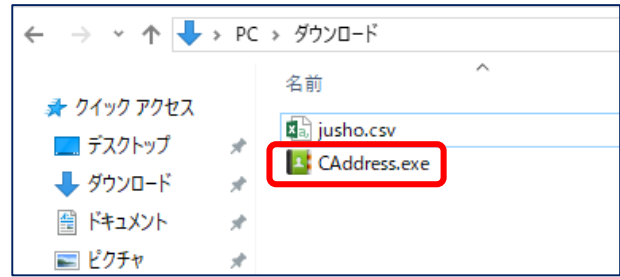 PC > ダウンロード
名前
クイック アクセス
jusho.csv
デスクトップ
CAddress.exe
ダウンロード
ドキュメント
ピクチャ